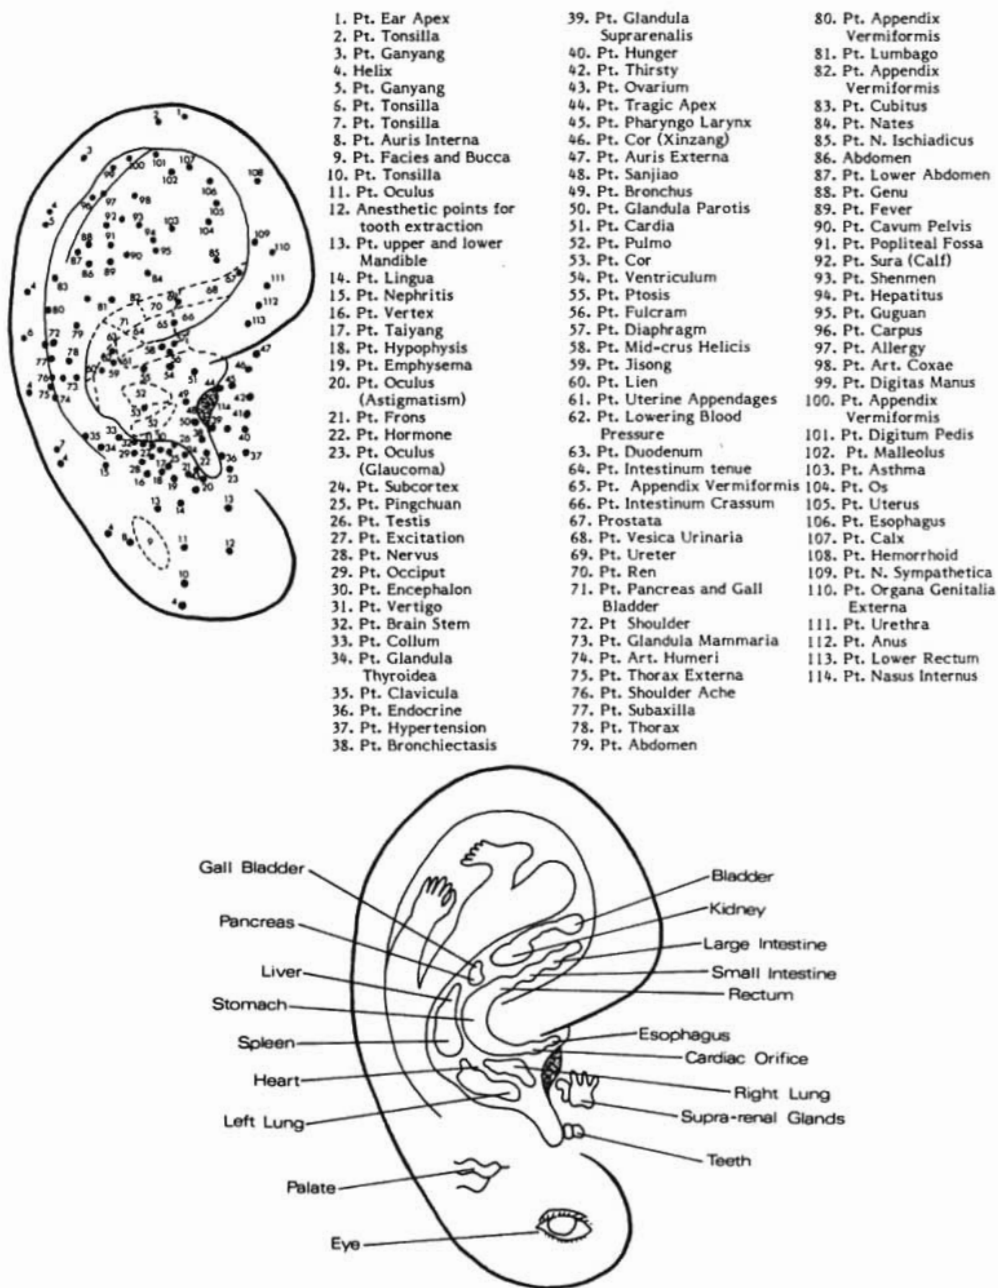 1. Pt. Ear Apex
2. Pt. Tonsilla
3. Pt. Ganyang
4. Helix
5. Pt. Ganyang
6. Pt. Tonsilla
7. Pt. Tonsilla
8. Pt. Auris Interna
9. Pt. Facies and Bucca
10. Pt. Tonsilla
11. Pt. Oculus
12. Anesthetic points for
tooth extraction
13. Pt. upper and lower
Mandible
14. Pt. Lingua
15. Pt. Nephritis
16. Pt. Vertex
17. Pt. Taiyang
18. Pt. Hypophysis
19. Pt. Emphysema
20. Pt. Oculus
(Astigmatism)
21. Pt. Frons
22. Pt. Hormone
23. Pt. Oculus
(Glaucoma)
24. Pt. Subcortex
25. Pt. Pingchuan
26. Pt. Testis
27. Pt. Excitation
28. Pt. Nervus
29. Pt. Occiput
30. Pt. Encephalon
31. Pt. Vertigo
32. Pt. Brain Stem
33. Pt. Collum
34. Pt. Glandula
Thyroidea
35. Pt. Clavicula
36. Pt. Endocrine
37. Pt. Hypertension
38. Pt. Bronchiectasis
39. Pt. Glandula
Suprarenalis
40. Pt. Hunger
42. Pt. Thirsty
43. Pt. Ovarium
44. Pt. Tragic Apex
45. Pt. Pharyngo Larynx
46. Pt. Cor (Xinzang)
47. Pt. Auris Externa
48. Pt. Sanjiao
49. Pt. Bronchus
50. Pt. Glandula Parotis
51. Pt. Cardia
52. Pt. Pulmo
53. Pt. Cor
54. Pt. Ventriculum
55. Pt. Ptosis
56. Pt. Fulcram
57. Pt. Diaphragm
58. Pt. Mid-crus Helicis
59. Pt. Jisong
60. Pt. Lien
61. Pt. Uterine Appendages
62. Pt. Lowering Blood
Pressure
63. Pt. Duodenum
64. Pt. Intestinum tenue
65. Pt. Appendix Vermiformis
66. Pt. Intestinum Crassum
67. Prostata
68. Pt. Vesica Urinaria
69. Pt. Ureter
70. Pt. Ren
71. Pt. Pancreas and Gall
Bladder
72. Pt Shoulder
73. Pt. Glandula Mammaria
74. Pt. Art. Humeri
75. Pt. Thorax Externa
76. Pt. Shoulder Ache
77. Pt. Subaxilla
78. Pt. Thorax
79. Pt. Abdomen
80. Pt. Appendix
Vermiformis
81. Pt. Lumbago
82. Pt. Appendix
Vermiformis
83. Pt. Cubitus
84. Pt. Nates
85. Pt. N. Ischiadicus
86. Abdomen
87. Pt. Lower Abdomen
88. Pt. Genu
89. Pt. Fever
90. Pt. Cavum Pelvis
91. Pt. Popliteal Fossa
92. Pt. Sura (Calf)
93. Pt. Shenmen
94. Pt. Hepatitus
95. Pt. Guguan
96. Pt. Carpus
97. Pt. Allergy
98. Pt. Art. Coxae
99. Pt. Digitas Manus
100. Pt. Appendix
Vermiformis
101. Pt. Digitum Pedis
102. Pt. Malleolus
103. Pt. Asthma
104. Pt. Os
105. Pt. Uterus
106. Pt. Esophagus
107. Pt. Calx
108. Pt. Hemorrhoid
109. Pt. N. Sympathetica
110. Pt. Organa Genitalia
Externa
111. Pt. Urethra
112. Pt. Anus
113. Pt. Lower Rectum
114. Pt. Nasus Internus
Gall Bladder
Pancreas
Liver
Stomach
Spleen
Heart
Left Lung
Palate
Eye
Bladder
Kidney
Large Intestine
Small Intestine
Rectum
Esophagus
Cardiac Orifice
Right Lung
Supra-renal Glands
Teeth